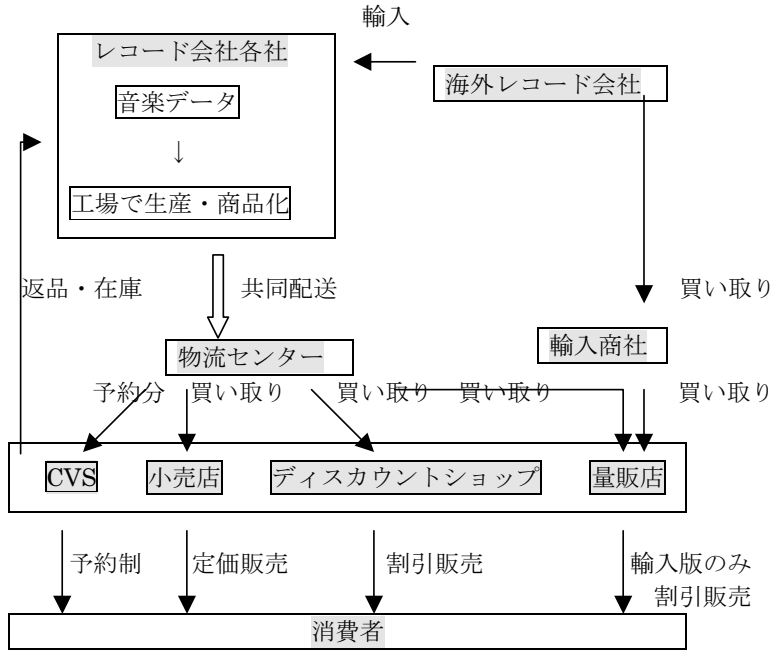 輸入
レコード会社各社
海外レコード会社
音楽データ
↓
工場で生産・商品化
返品・在庫 共同配送 買い取り
物流センター 輸入商社
予約分 買い取り 買い取り 買い取り 買い取り
CVS 小売店 ディスカウントショップ 量販店
予約制 定価販売 割引販売 輸入版のみ
割引販売
消費者